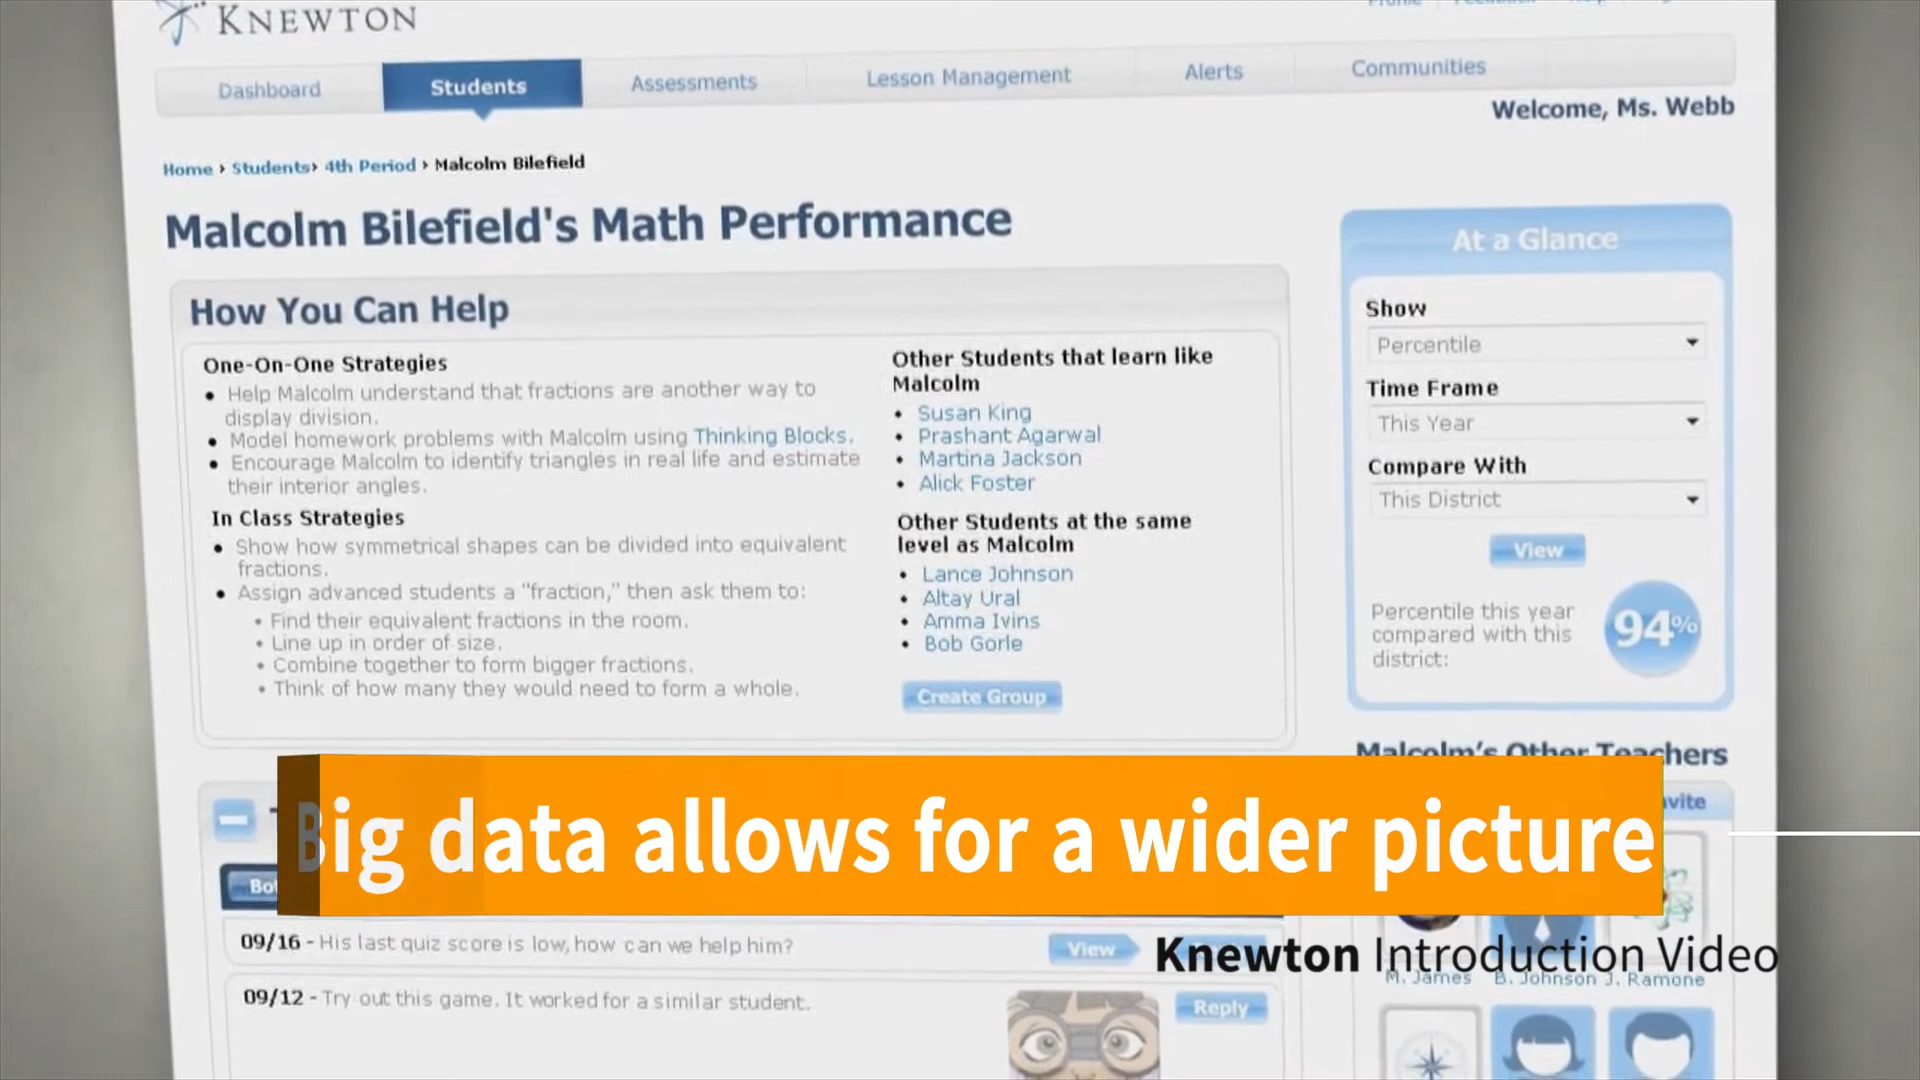 KNEWTON
Dashboard
Students
Assessments
Lesson Management
Alerts
Communities
Welcome, Ms. Webb
Home › Students› 4th Period › Malcolm Bilefield
Malcolm Bilefield's Math Performance
How You Can Help
One-On-One Strategies
• Help Malcolm understand that fractions are another way to
display division.
• Model homework problems with Malcolm using Thinking Blocks.
• Encourage Malcolm to identify triangles in real life and estimate
their interior angles.
In Class Strategies
• Show how symmetrical shapes can be divided into equivalent
fractions.
• Assign advanced students a "fraction," then ask them to:
• Find their equivalent fractions in the room.
• Line up in order of size.
• Combine together to form bigger fractions.
• Think of how many they would need to form a whole.
Other Students that learn like
Malcolm
• Susan King
• Prashant Agarwal
• Martina Jackson
• Alick Foster
Other Students at the same
level as Malcolm
• Lance Johnson
• Altay Ural
• Amma Ivins
• Bob Gorle
Create Group
At a Glance
Show
Percentile
Time Frame
This Year
Compare With
This District
View
Percentile this year
compared with this
district:
94%
Malcolm's Other Teachers
Big data allows for a wider picture
09/16 - His last quiz score is low, how can we help him?
View
Knewton Introduction Video
M. James
B. Johnson
J. Ramone
09/12 - Try out this game. It worked for a similar student.
Reply